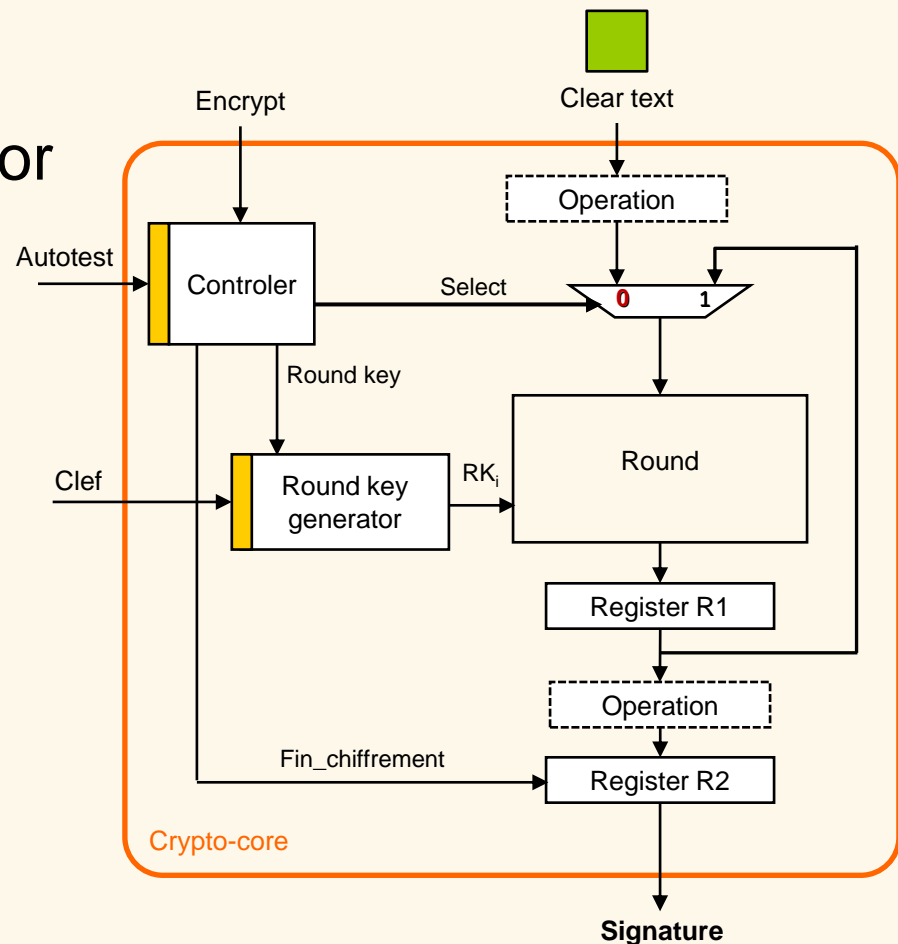 Encrypt
Clear text
or
Operation
Autotest
Controler
Select
0
1
Round key
Clef
Round key
generator
RKi
Round
Register R1
Operation
Fin_chiffrement
Register R2
Crypto-core
Signature